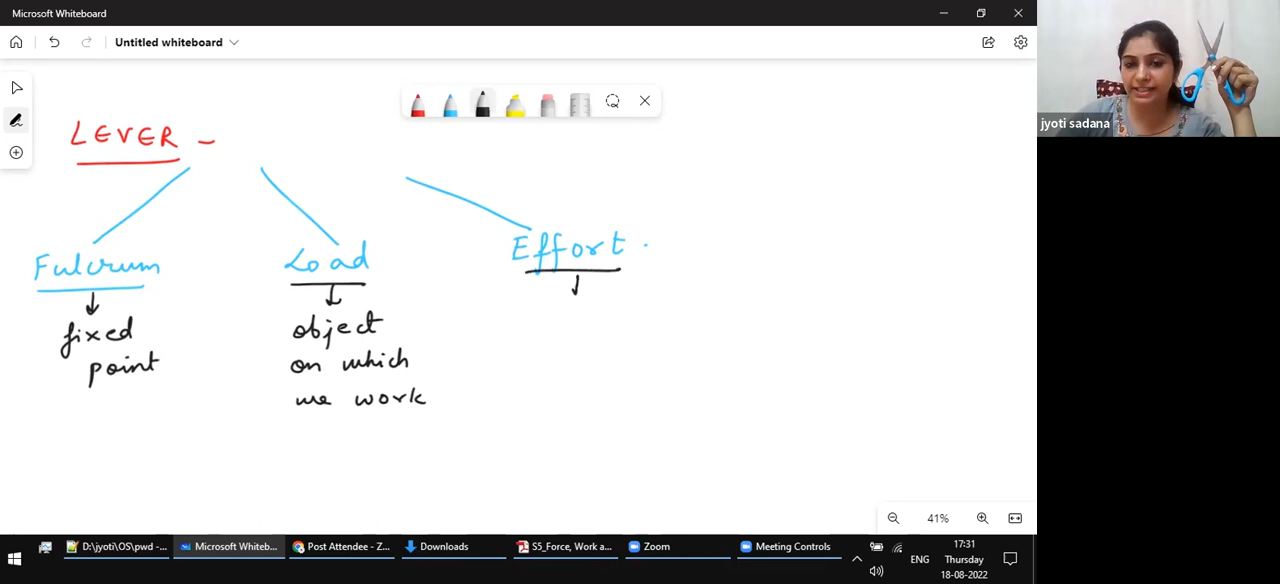 Microsoft Whiteboard
Untitled whiteboard
jyoti sadana
LEVER -
Fulcrum
Load
Effort
fixed
point
object
on which
we work
41%
D:\jyoti\OS\pwd -...
Microsoft Whiteb...
Post Attendee - Z...
Downloads
S5_Force, Work a...
Zoom
Meeting Controls
ENG
17:31
Thursday
18-08-2022